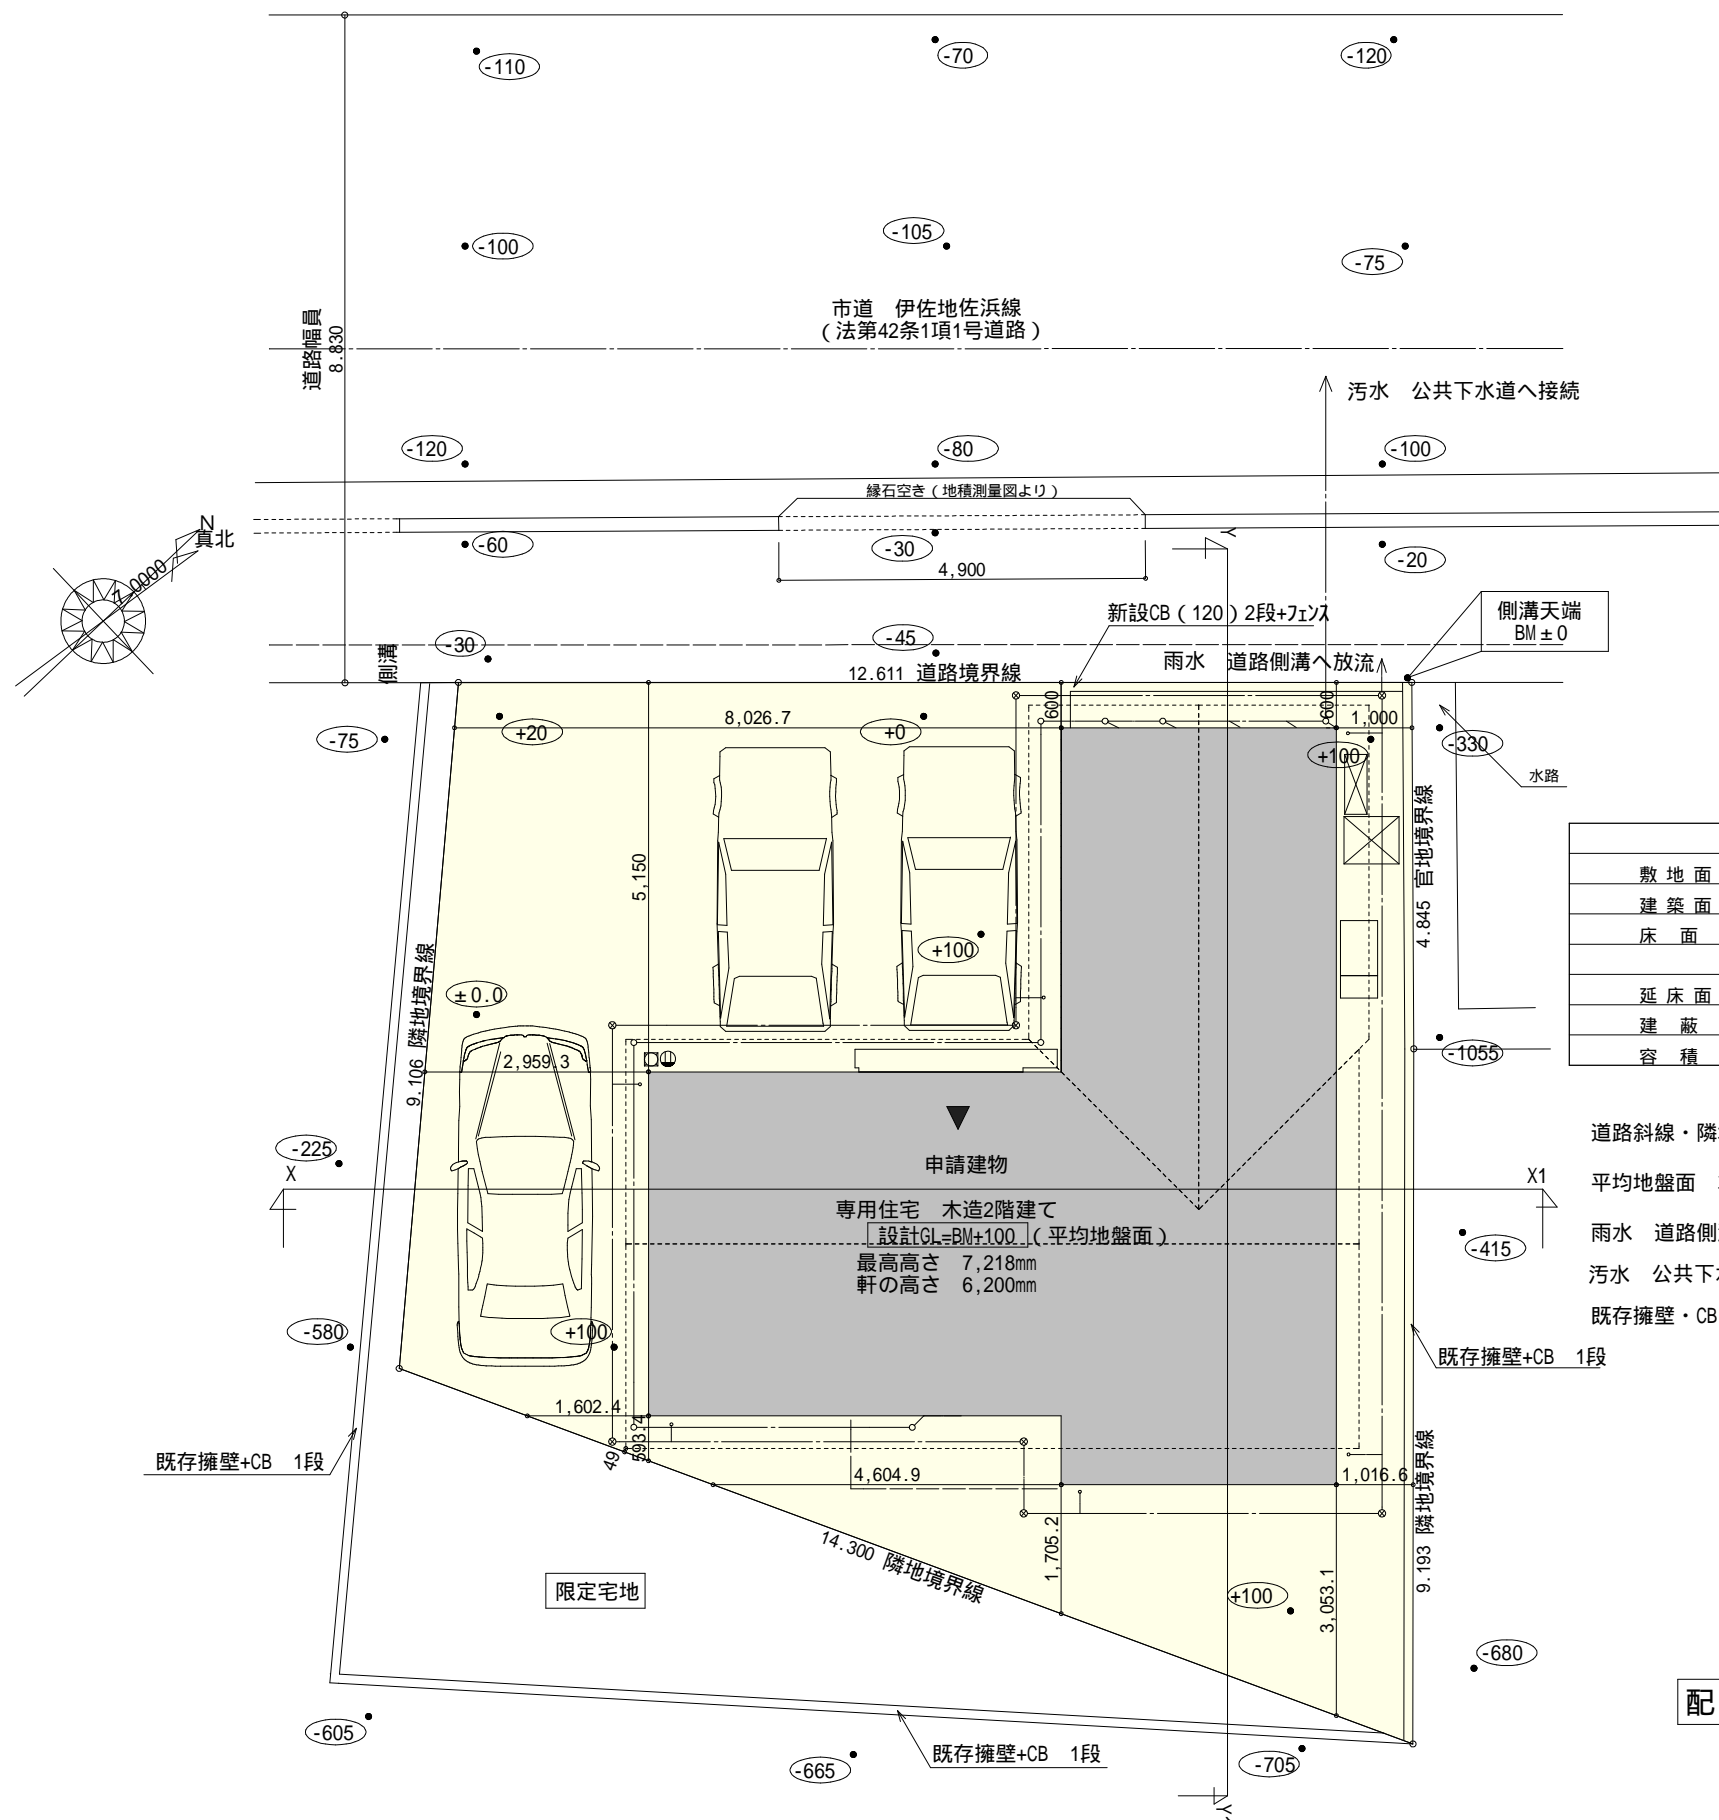 -110
-70
-120
-100
-105
-75
市道　伊佐地佐浜線
（法第42条1項1号道路）
道路幅員
8.830
汚水　公共下水道へ接続
-120
-80
-100
縁石空き（地積測量図より）
N
真北
7.0000
-60
-30
-20
Y
4,900
新設CB（120）2段+フェンス
側溝天端
BM±0
側溝
-30
-45
雨水　道路側溝へ放流
12.611 道路境界線
600
600
8,026.7
1,000
-75
+20
+0
+100
-330
水路
5,150
4.845 官地境界線
敷 地 面
建 築 面
床　面
延 床 面
建　蔽
容　積
+100
±0.0
9.106 隣地境界線
2,959.3
-1055
道路斜線・隣
申請建物
-225
X
X1
平均地盤面
専用住宅　木造2階建て
設計GL=BM+100（平均地盤面）
雨水　道路側
-415
最高高さ　7,218㎜
軒の高さ　6,200㎜
汚水　公共下
既存擁壁・CB
-580
+100
既存擁壁+CB　1段
1,602.4
593.4
49
既存擁壁+CB　1段
4,604.9
1,016.6
9.193 隣地境界線
14.300 隣地境界線
1,705.2
3,053.1
限定宅地
+100
-680
配
-605
既存擁壁+CB　1段
-665
-705